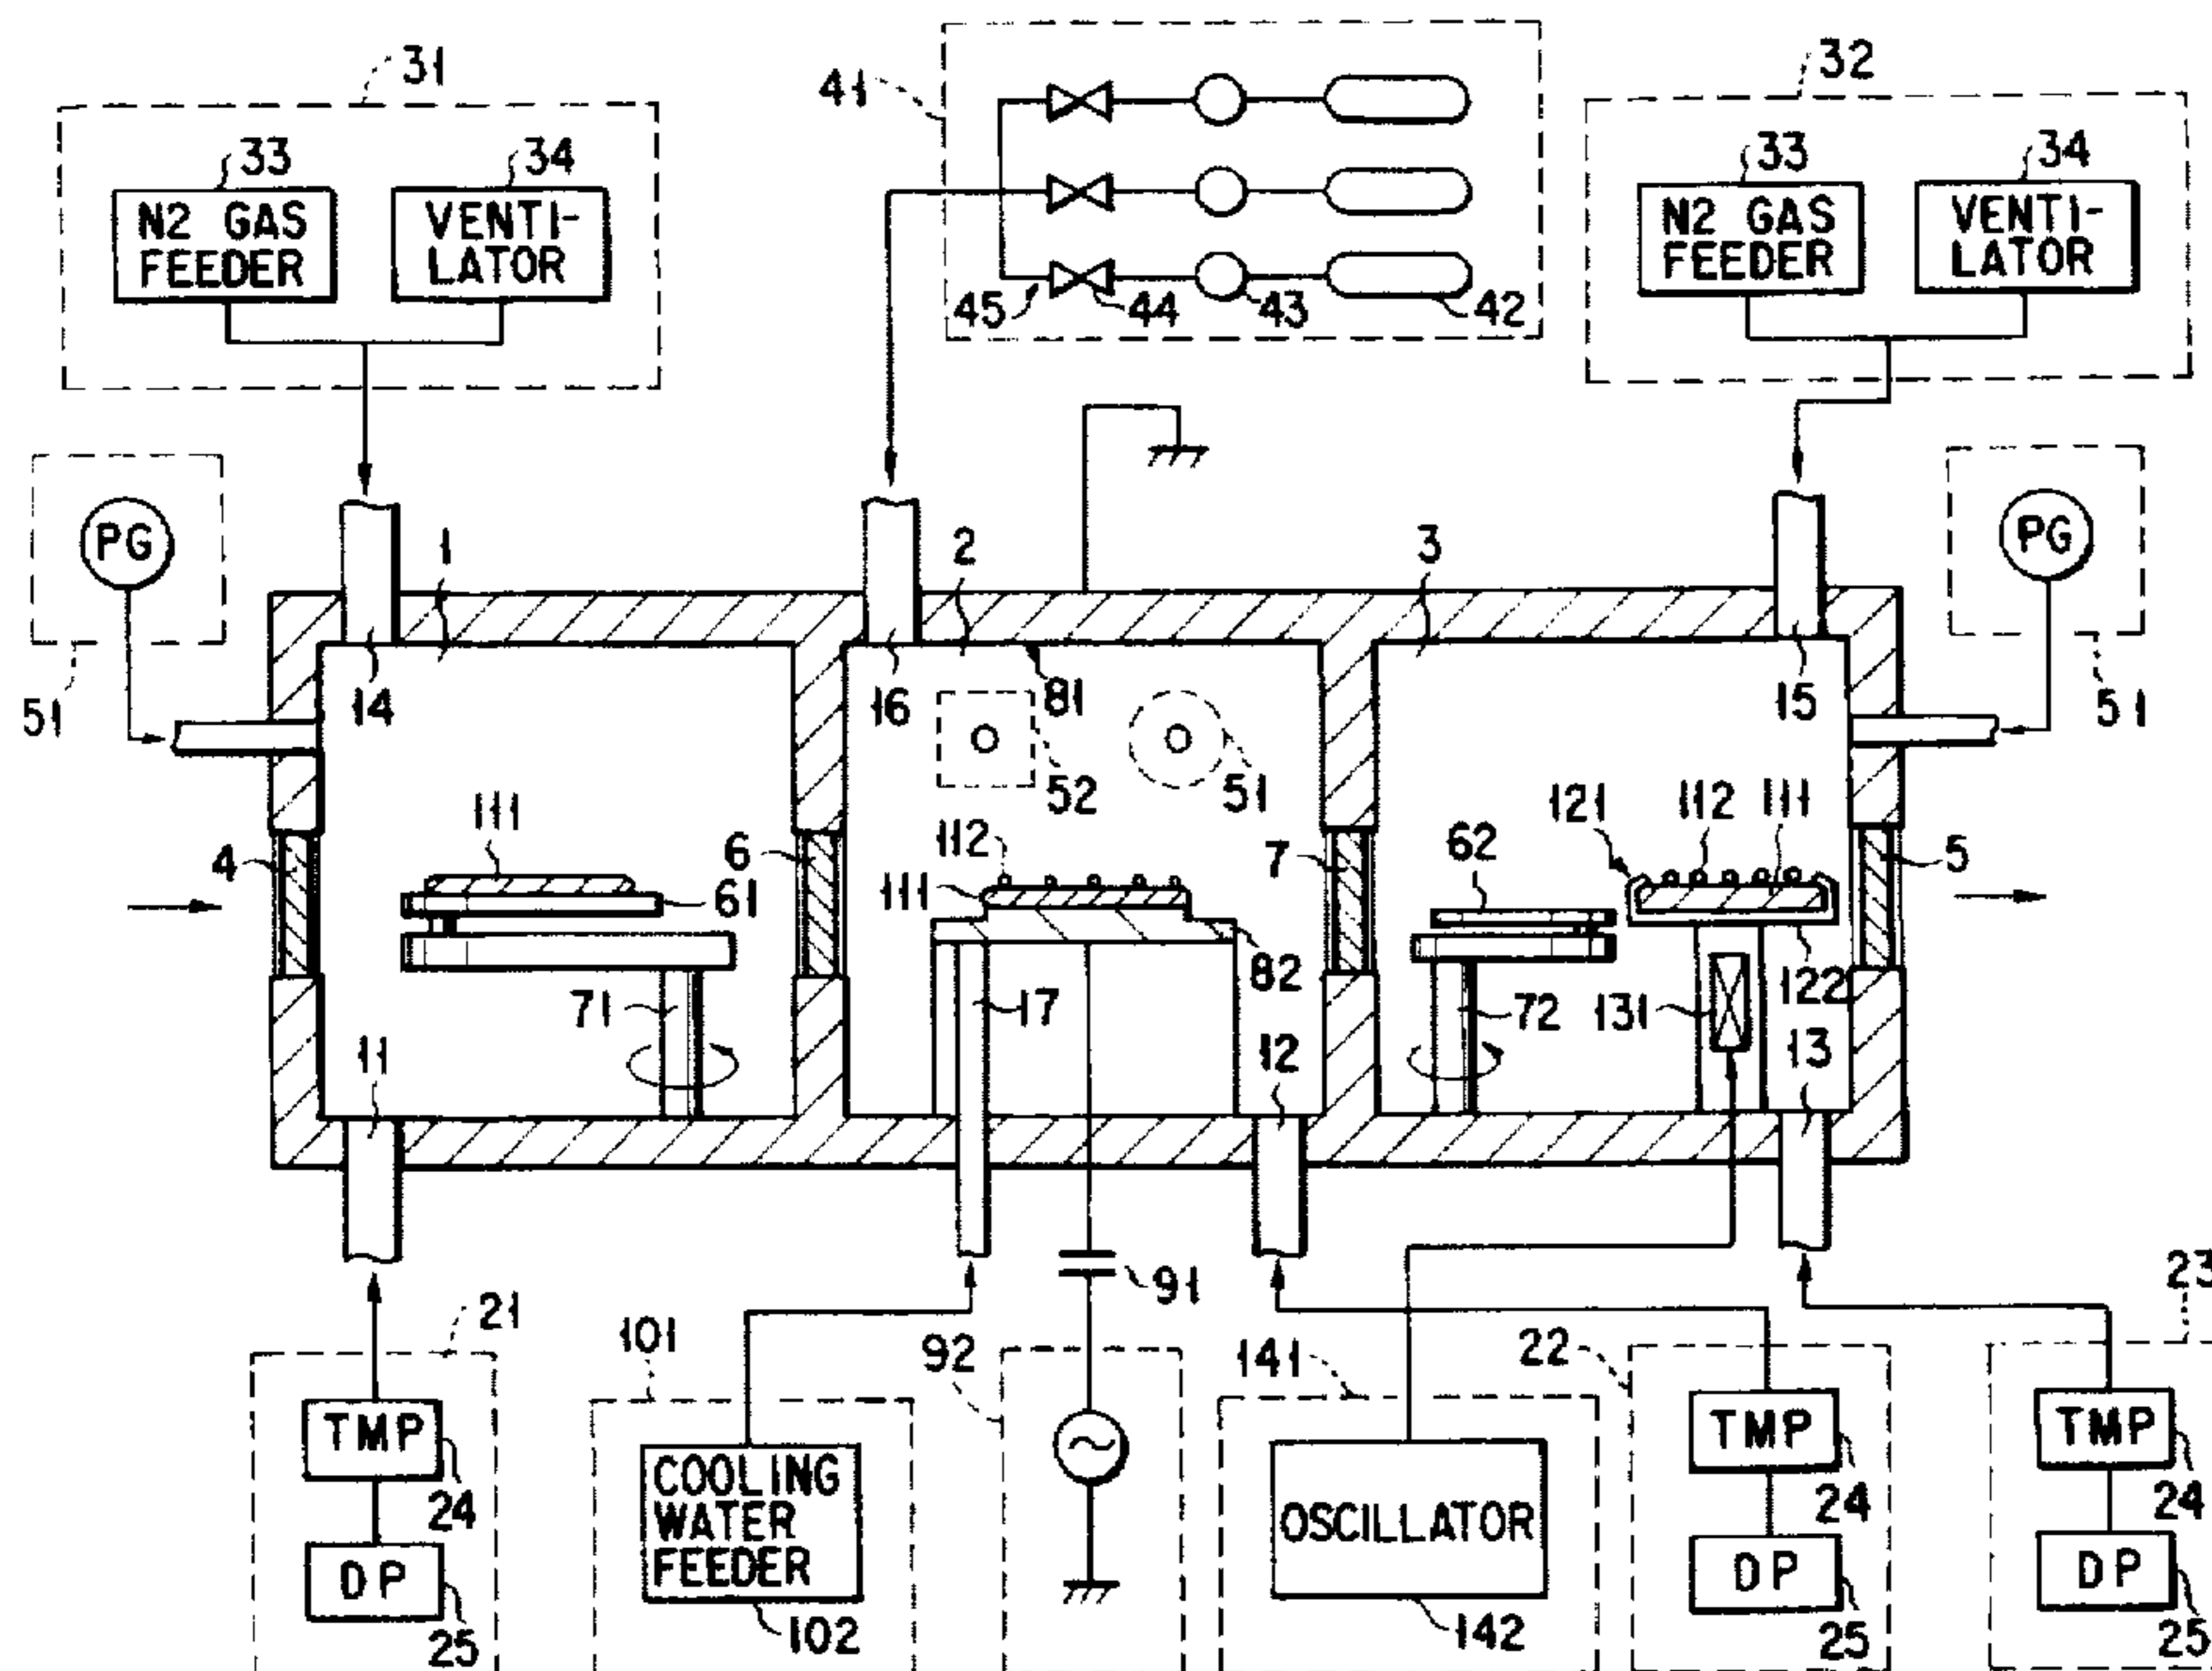 31
41
32
33
34
33
34
N2 GAS
FEEDER
VENTI-
LATOR
N2 GAS
FEEDER
VENTI-
LATOR
45
44
43
42
PG
1
2
3
PG
51
14
16
81
15
51
52
51
111
112
121
112
111
4
6
7
62
5
61
111
82
122
71
17
72
131
11
12
13
91
23
21
101
92
141
22
TMP
24
COOLING
WATER
FEEDER
OSCILLATOR
TMP
24
TMP
24
DP
25
102
142
DP
25
DP
25